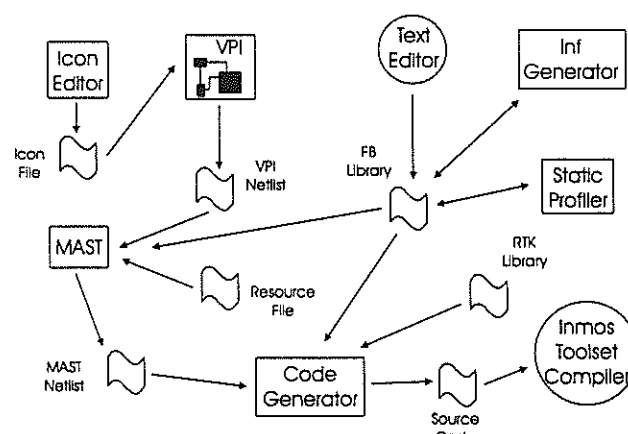 Icon
Editor
VPI
Text
Editor
Inf
Generator
Icon
File
VPI
Netlist
FB
Library
Static
Profiler
MAST
Resource
File
RTK
Library
MAST
Netlist
Code
Generator
Inmos
Toolset
Compiler
Source